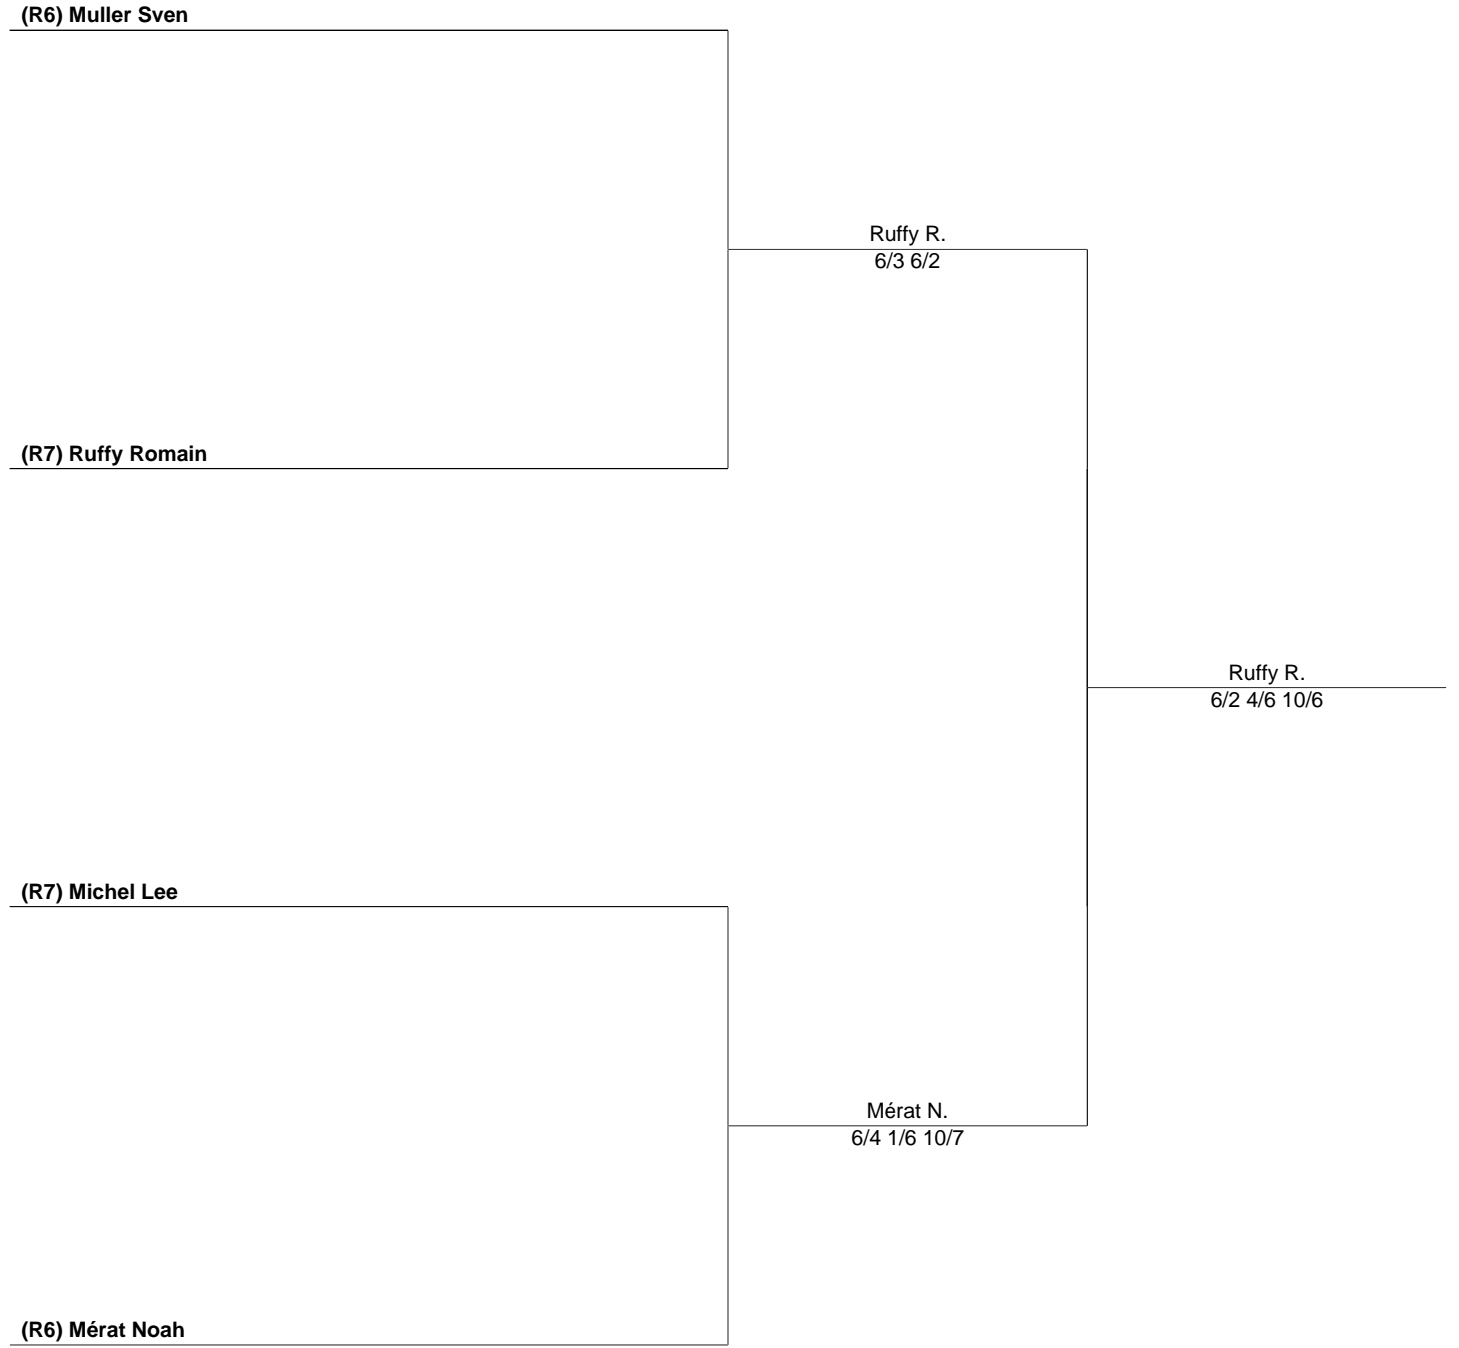 (R6) Muller Sven
Ruffy R.
6/3 6/2
(R7) Ruffy Romain
Ruffy R.
6/2 4/6 10/6
(R7) Michel Lee
Mérat N.
6/4 1/6 10/7
(R6) Mérat Noah